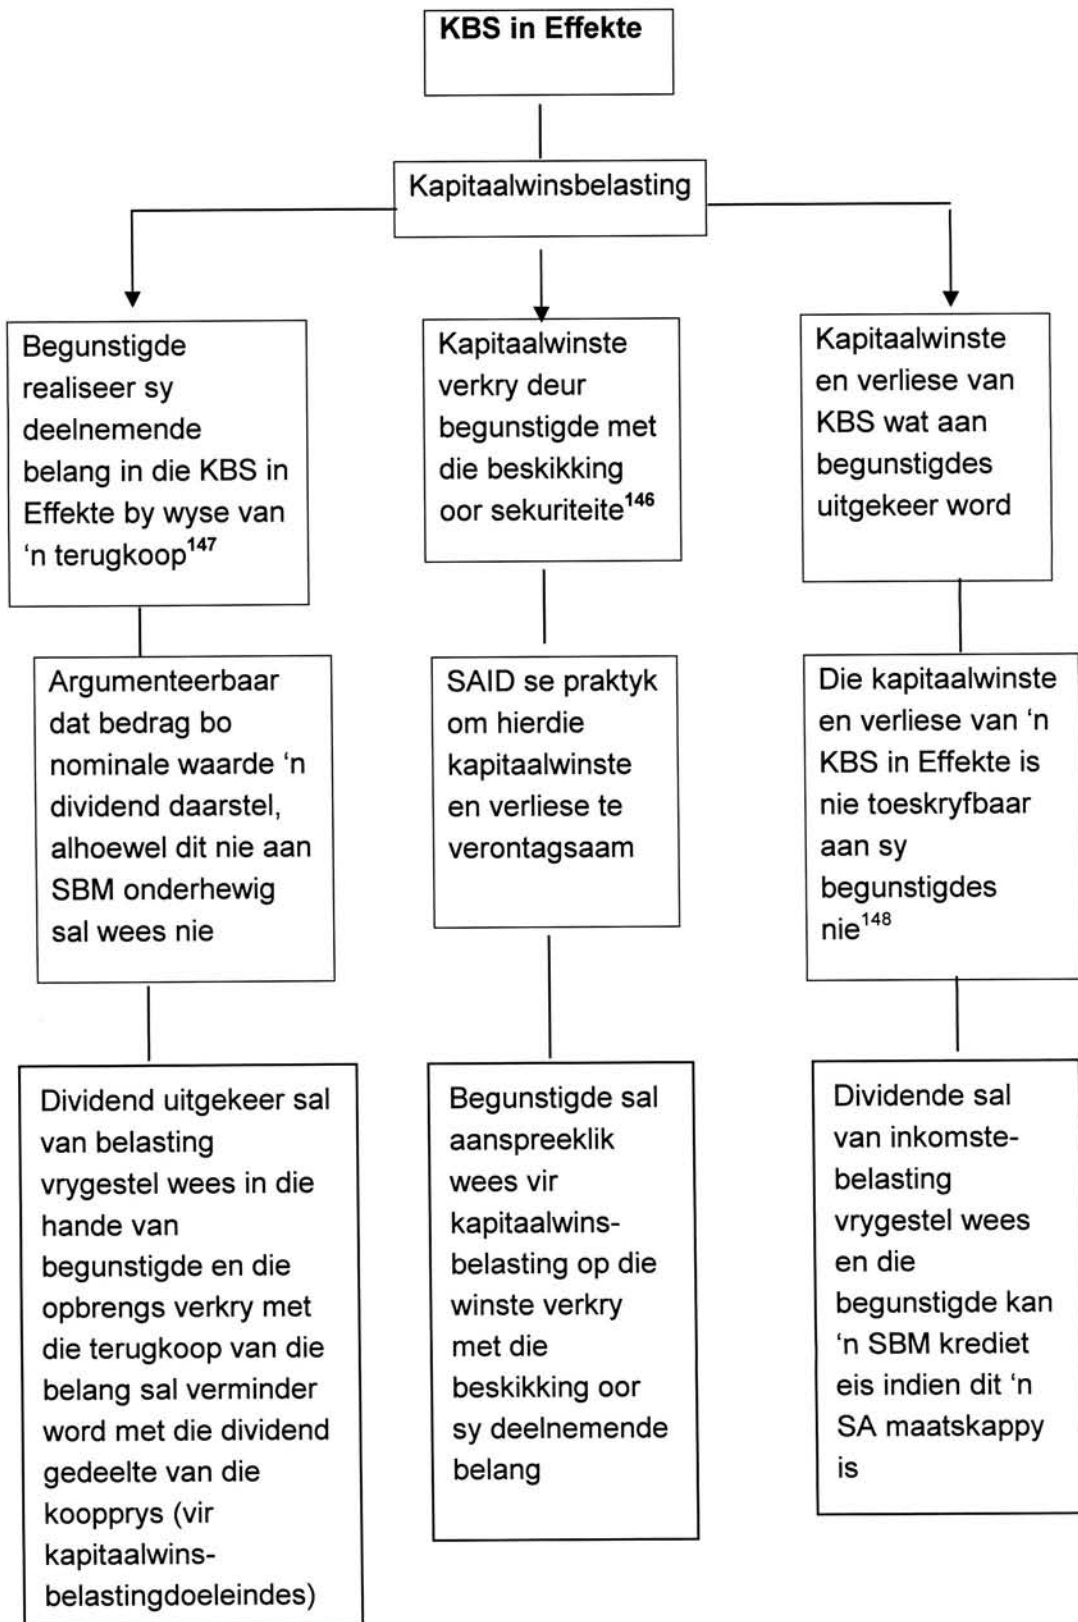 KBS in Effekte
Kapitaalwinsbelasting
Begunstigde
realiseer sy
deelnemende
belang in die KBS in
Effekte by wyse van
‘n terugkoop147
Kapitaalwinste
verkry deur
begunstigde met
die beskikking
oor sekuriteite146
Kapitaalwinste
en verliese van
KBS wat aan
begunstigdes
uitgekeer word
Argumenteerbaar
dat bedrag bo
nominale waarde ‘n
dividend daarstel,
alhoewel dit nie aan
SBM onderhewig
sal wees nie
SAID se praktyk
om hierdie
kapitaalwinste
en verliese te
verontagsaam
Die kapitaalwinste
en verliese van ‘n
KBS in Effekte is
nie toeskryfbaar
aan sy
begunstigdes
nie148
Dividend uitgekeer sal
van belasting
vrygestel wees in die
hande van
begunstigde en die
opbrengs verkry met
die terugkoop van die
belang sal verminder
word met die dividend
gedeelte van die
koopprys (vir
kapitaalwins-
belastingdoeleindes)
Begunstigde sal
aanspreeklik
wees vir
kapitaalwins-
belasting op die
winste verkry
met die
beskikking oor
sy deelnemende
belang
Dividende sal
van inkomste-
belasting
vrygestel wees
en die
begunstigde kan
‘n SBM krediet
eis indien dit ‘n
SA maatskappy
is